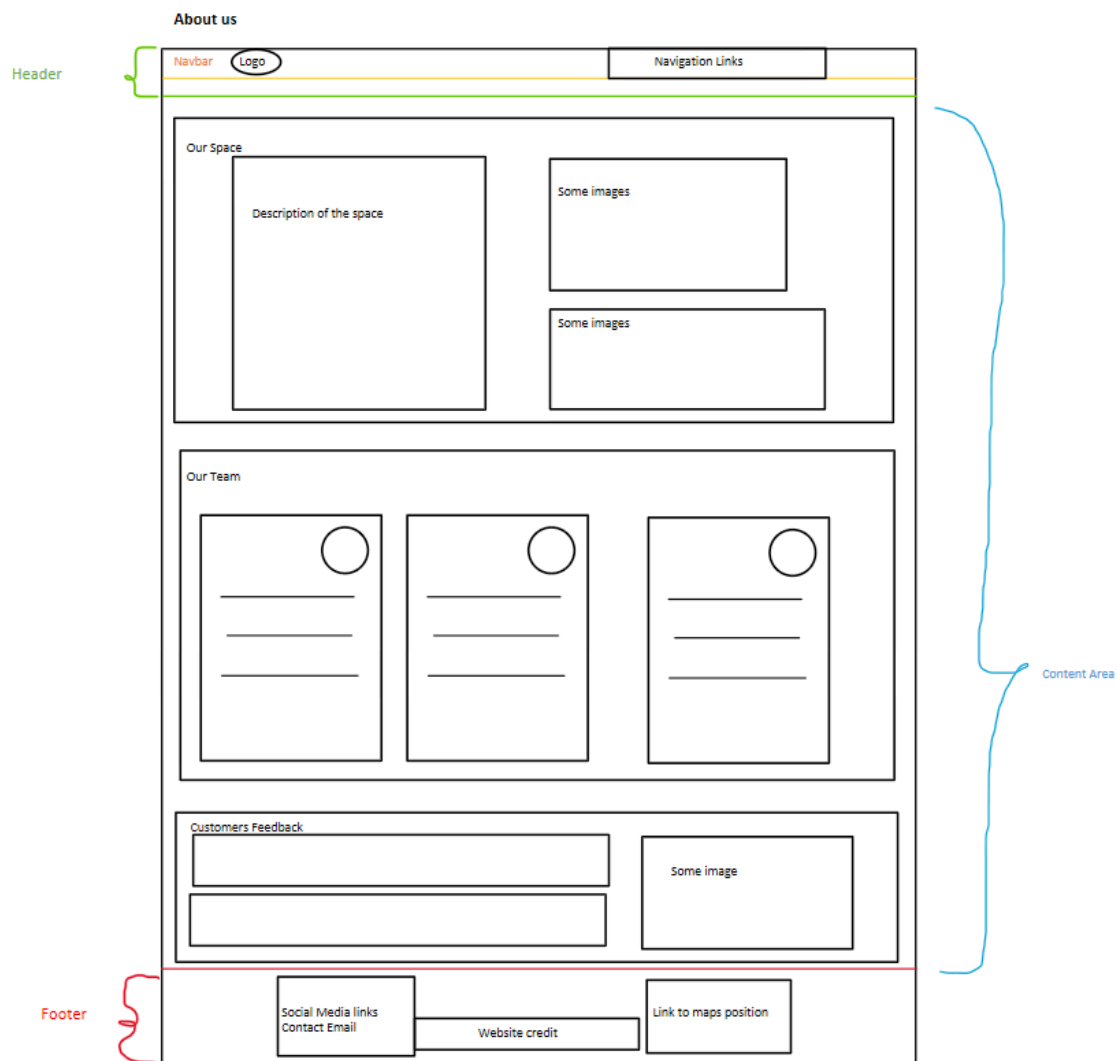 About us
Header
Navbar
Logo
Navigation Links
Our Space
Description of the space
Some images
Some images
Our Team
Content Area
Customers Feedback
Some image
Footer
Social Media links
Contact Email
Website credit
Link to maps position